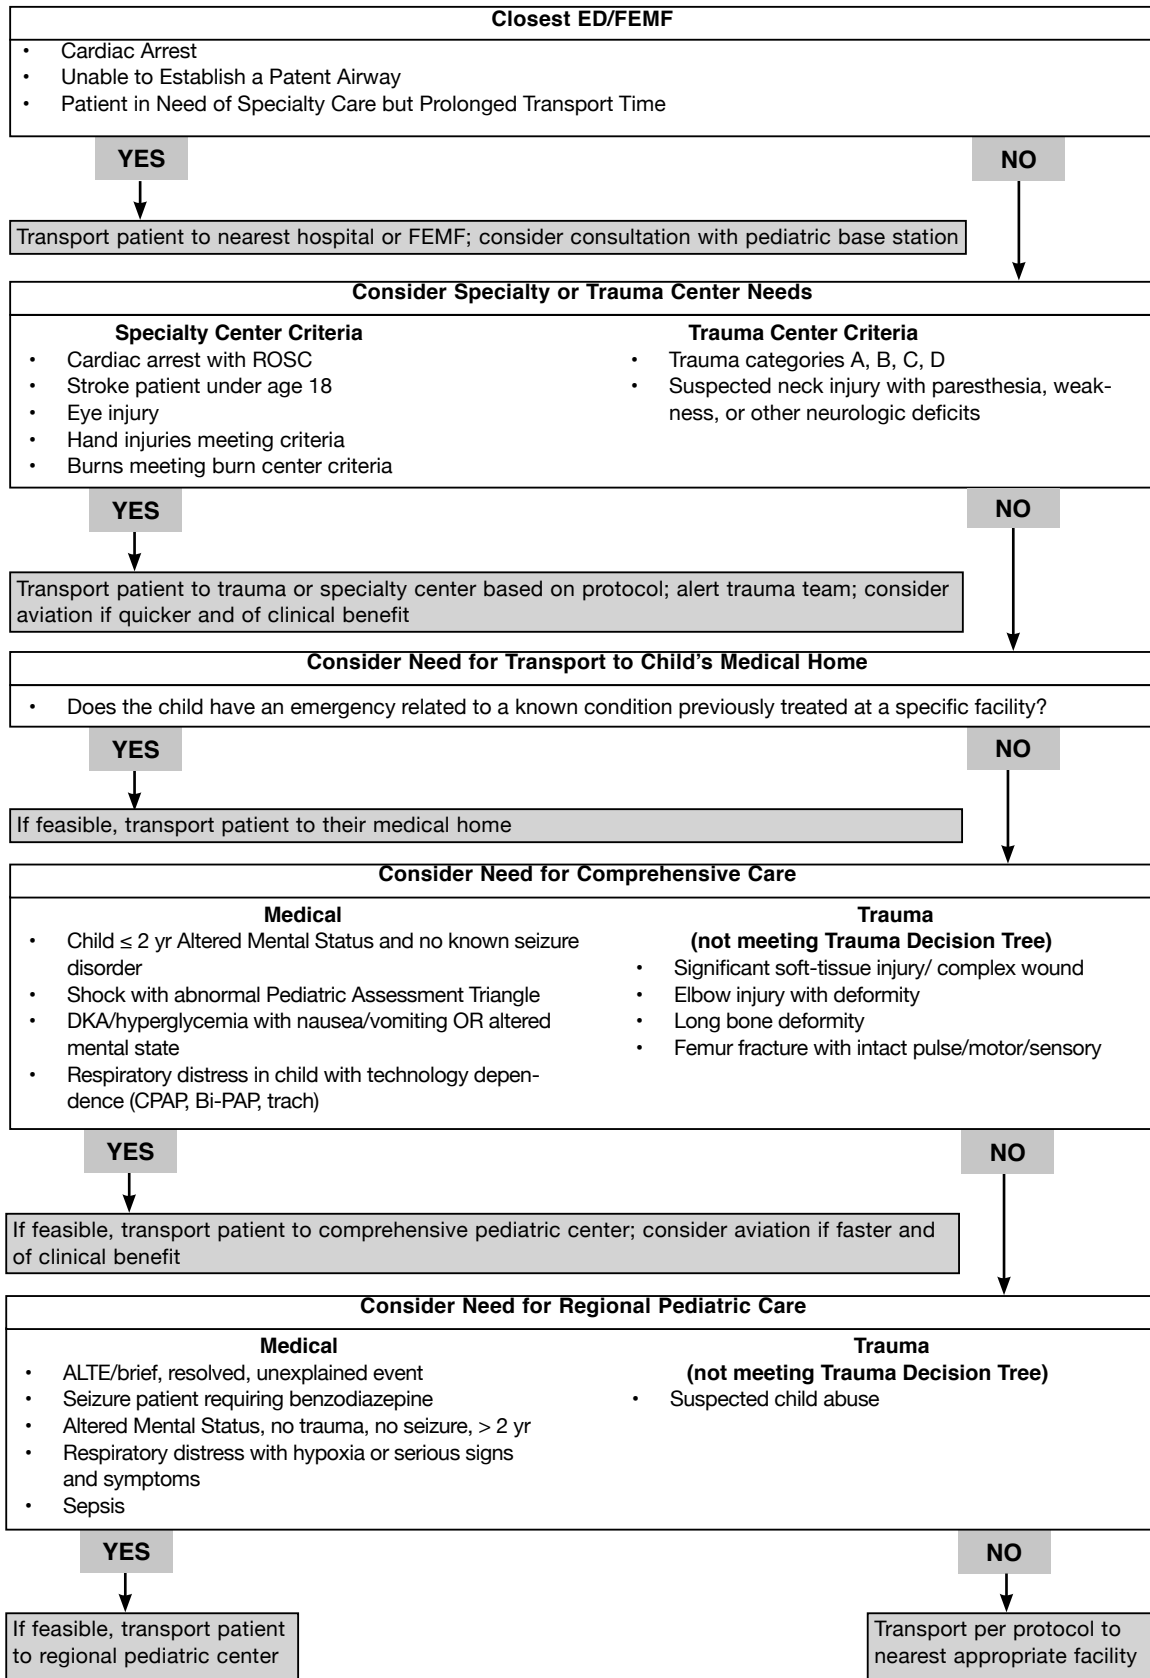 Closest ED/FEMF
• Cardiac Arrest
• Unable to Establish a Patent Airway
• Patient in Need of Specialty Care but Prolonged Transport Time
YES
NO
Transport patient to nearest hospital or FEMF; consider consultation with pediatric base station
Consider Specialty or Trauma Center Needs
Specialty Center Criteria
• Cardiac arrest with ROSC
• Stroke patient under age 18
• Eye injury
• Hand injuries meeting criteria
• Burns meeting burn center criteria
Trauma Center Criteria
• Trauma categories A, B, C, D
• Suspected neck injury with paresthesia, weak-
ness, or other neurologic deficits
YES
NO
Transport patient to trauma or specialty center based on protocol; alert trauma team; consider
aviation if quicker and of clinical benefit
Consider Need for Transport to Child's Medical Home
• Does the child have an emergency related to a known condition previously treated at a specific facility?
YES
NO
If feasible, transport patient to their medical home
Consider Need for Comprehensive Care
Medical
• Child ≤ 2 yr Altered Mental Status and no known seizure
disorder
• Shock with abnormal Pediatric Assessment Triangle
• DKA/hyperglycemia with nausea/vomiting OR altered
mental state
• Respiratory distress in child with technology depen-
dence (CPAP, Bi-PAP, trach)
Trauma
(not meeting Trauma Decision Tree)
• Significant soft-tissue injury/ complex wound
• Elbow injury with deformity
• Long bone deformity
• Femur fracture with intact pulse/motor/sensory
YES
NO
If feasible, transport patient to comprehensive pediatric center; consider aviation if faster and
of clinical benefit
Consider Need for Regional Pediatric Care
Medical
• ALTE/brief, resolved, unexplained event
• Seizure patient requiring benzodiazepine
• Altered Mental Status, no trauma, no seizure, > 2 yr
• Respiratory distress with hypoxia or serious signs
and symptoms
• Sepsis
Trauma
(not meeting Trauma Decision Tree)
• Suspected child abuse
YES
NO
If feasible, transport patient
to regional pediatric center
Transport per protocol to
nearest appropriate facility